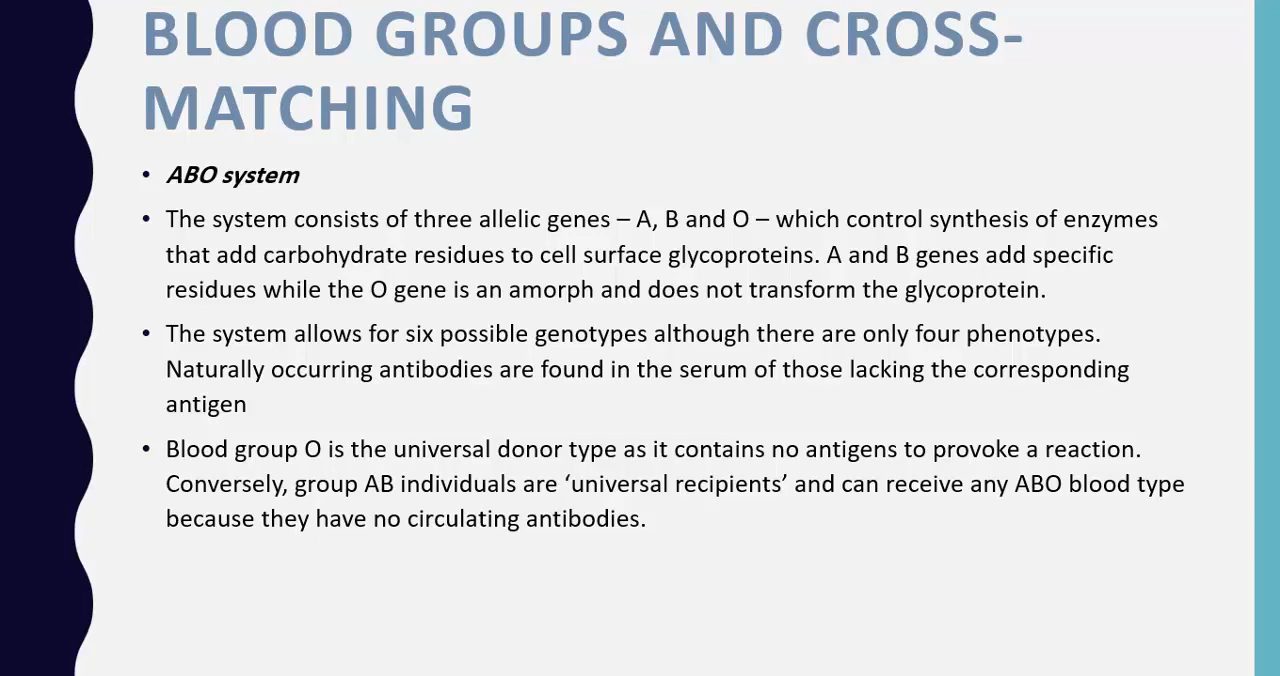 BLOOD GROUPS AND CROSS-
MATCHING
• ABO system
• The system consists of three allelic genes – A, B and O – which control synthesis of enzymes
that add carbohydrate residues to cell surface glycoproteins. A and B genes add specific
residues while the O gene is an amorph and does not transform the glycoprotein.
• The system allows for six possible genotypes although there are only four phenotypes.
Naturally occurring antibodies are found in the serum of those lacking the corresponding
antigen
• Blood group O is the universal donor type as it contains no antigens to provoke a reaction.
Conversely, group AB individuals are ‘universal recipients’ and can receive any ABO blood type
because they have no circulating antibodies.